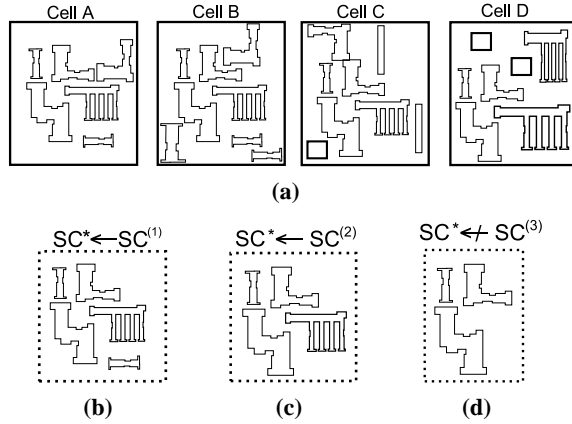 Cell A Cell B Cell C Cell D
(a)
SC*←SC(1) SC*← SC(2) SC*↚ SC(3)
(b) (c) (d)